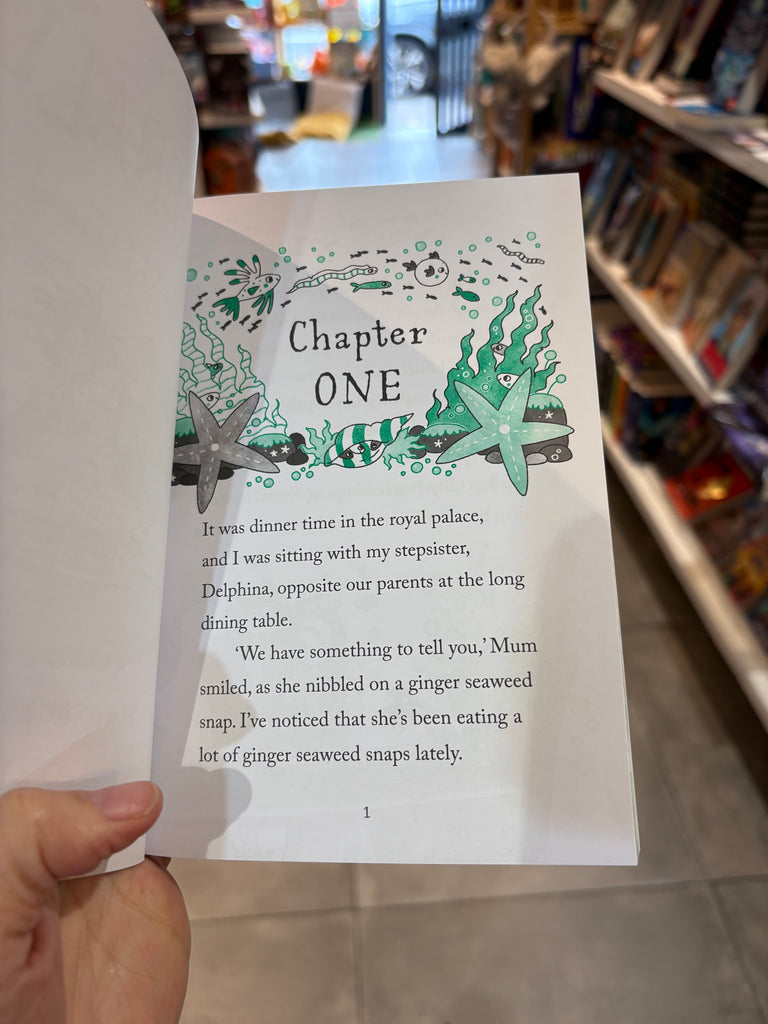 Chapter
ONE
It was dinner time in the royal palace,
and I was sitting with my stepsister,
Delphina, opposite our parents at the long
dining table.
‘We have something to tell you,’ Mum
smiled, as she nibbled on a ginger seaweed
snap. I’ve noticed that she’s been eating a
lot of ginger seaweed snaps lately.
1